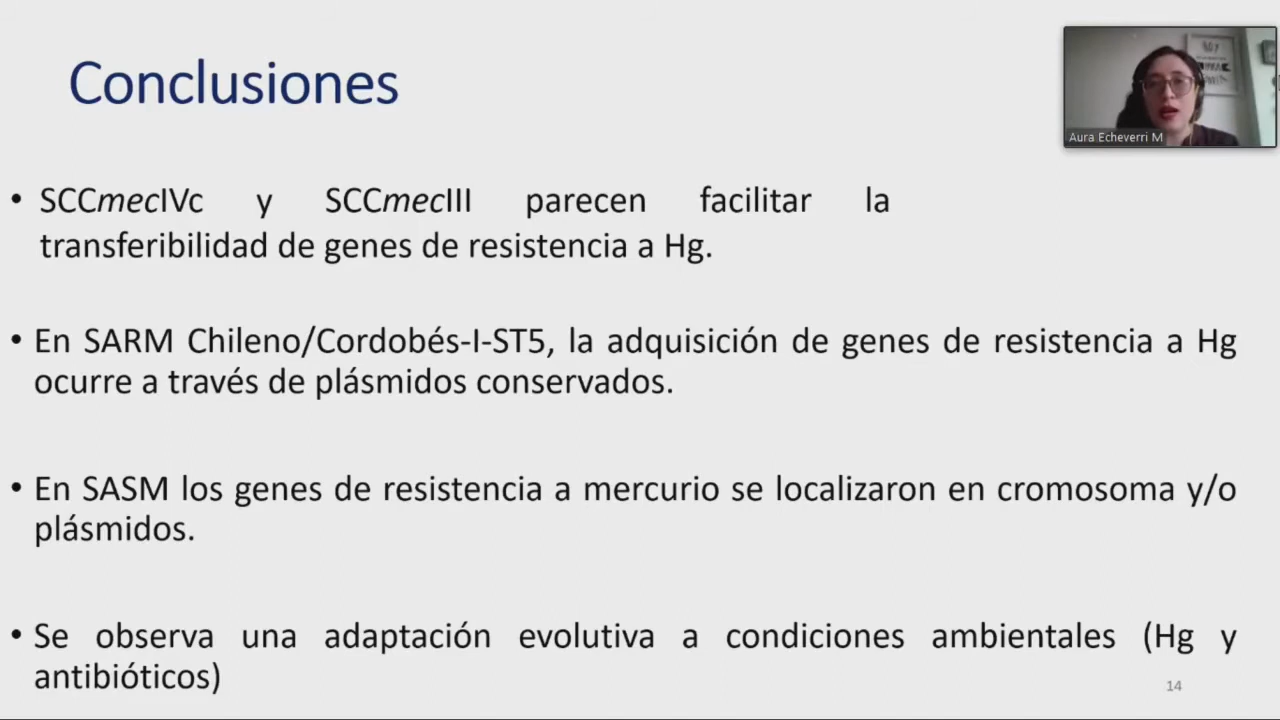 Conclusiones
Aura Echeverri M
• SCCmecIVc y SCCmecIII parecen facilitar la
transferibilidad de genes de resistencia a Hg.
• En SARM Chileno/Cordobés-I-ST5, la adquisición de genes de resistencia a Hg
ocurre a través de plásmidos conservados.
• En SASM los genes de resistencia a mercurio se localizaron en cromosoma y/o
plásmidos.
• Se observa una adaptación evolutiva a condiciones ambientales (Hg y
antibióticos)
14